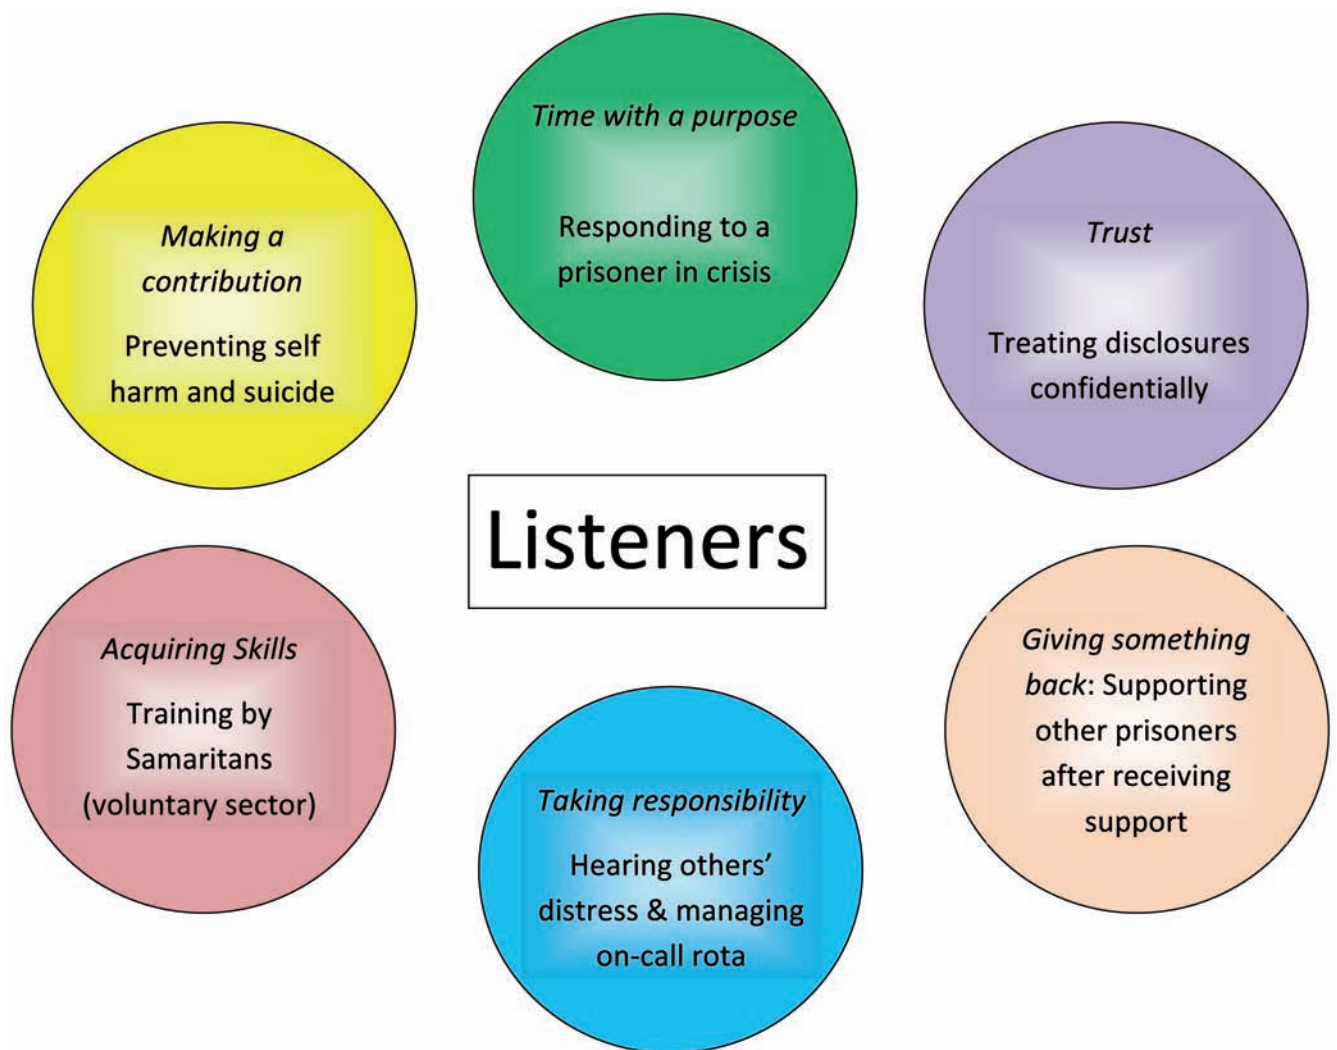 Time with a purpose
Responding to a
prisoner in crisis
Making a
contribution
Preventing self
harm and suicide
Trust
Treating disclosures
confidentially
Listeners
Acquiring Skills
Training by
Samaritans
(voluntary sector)
Giving something
back: Supporting
other prisoners
after receiving
support
Taking responsibility
Hearing others’
distress & managing
on-call rota